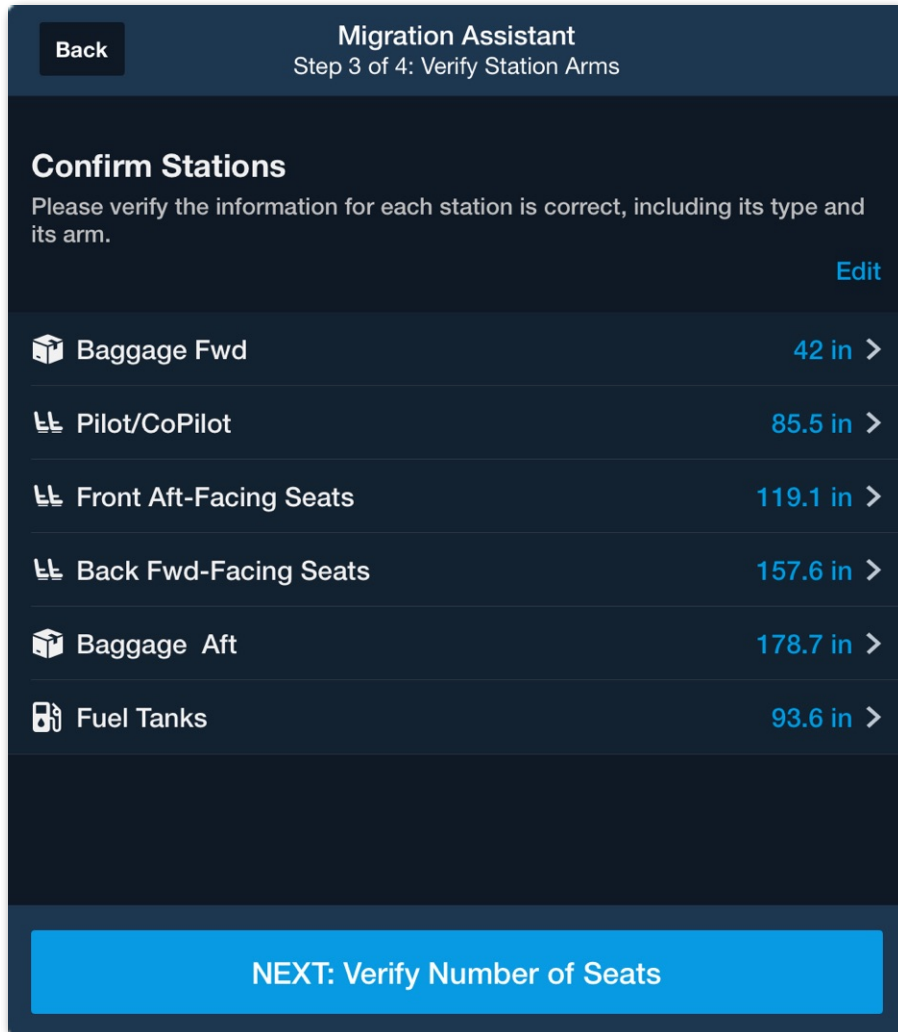 Back
Migration Assistant
Step 3 of 4: Verify Station Arms
Confirm Stations
Please verify the information for each station is correct, including its type and
its arm.
Edit
Baggage Fwd 42 in
Pilot/CoPilot 85.5 in
Front Aft-Facing Seats 119.1 in
Back Fwd-Facing Seats 157.6 in
Baggage  Aft 178.7 in
Fuel Tanks 93.6 in
NEXT: Verify Number of Seats